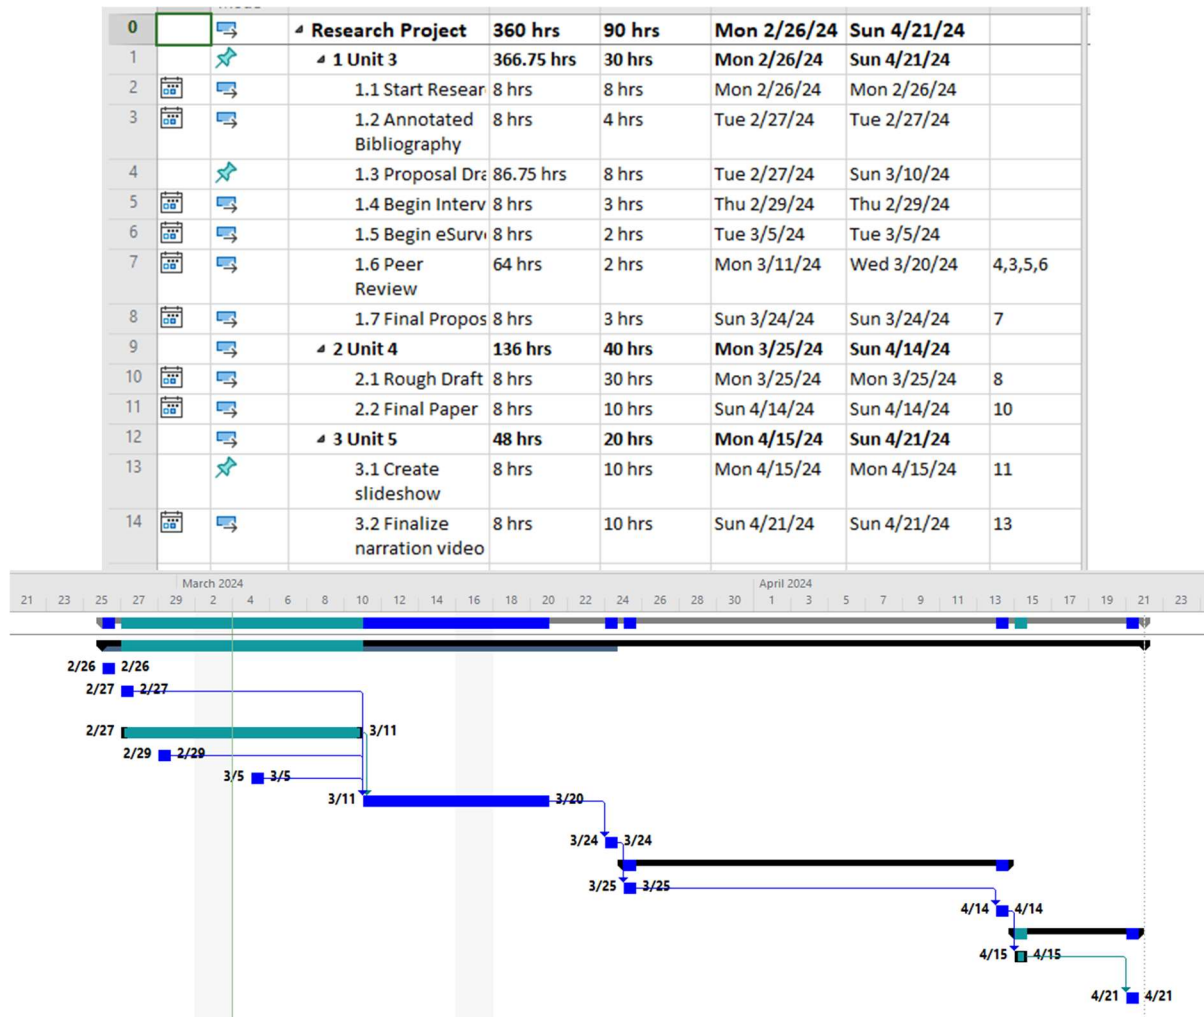 0 Research Project 360 hrs 90 hrs Mon 2/26/24 Sun 4/21/24
1 1 Unit 3 366.75 hrs 30 hrs Mon 2/26/24 Sun 4/21/24
2 1.1 Start Resear 8 hrs 8 hrs Mon 2/26/24 Mon 2/26/24
3 1.2 Annotated 8 hrs 4 hrs Tue 2/27/24 Tue 2/27/24
Bibliography
4 1.3 Proposal Dra 86.75 hrs 8 hrs Tue 2/27/24 Sun 3/10/24
5 1.4 Begin Interv 8 hrs 3 hrs Thu 2/29/24 Thu 2/29/24
6 1.5 Begin eSurv 8 hrs 2 hrs Tue 3/5/24 Tue 3/5/24
7 1.6 Peer 64 hrs 2 hrs Mon 3/11/24 Wed 3/20/24 4,3,5,6
Review
8 1.7 Final Propos 8 hrs 3 hrs Sun 3/24/24 Sun 3/24/24 7
9 2 Unit 4 136 hrs 40 hrs Mon 3/25/24 Sun 4/14/24
10 2.1 Rough Draft 8 hrs 30 hrs Mon 3/25/24 Mon 3/25/24 8
11 2.2 Final Paper 8 hrs 10 hrs Sun 4/14/24 Sun 4/14/24 10
12 3 Unit 5 48 hrs 20 hrs Mon 4/15/24 Sun 4/21/24
13 3.1 Create 8 hrs 10 hrs Mon 4/15/24 Mon 4/15/24 11
slideshow
14 3.2 Finalize 8 hrs 10 hrs Sun 4/21/24 Sun 4/21/24 13
narration video
March 2024 April 2024
21 23 25 27 29 2 4 6 8 10 12 14 16 18 20 22 24 26 28 30 1 3 5 7 9 11 13 15 17 19 21 23
2/26 2/26
2/27 2/27
2/27 3/11
2/29 2/29
3/5 3/5
3/11 3/20
3/24 3/24
3/25 3/25
4/14 4/14
4/15 4/15
4/21 4/21